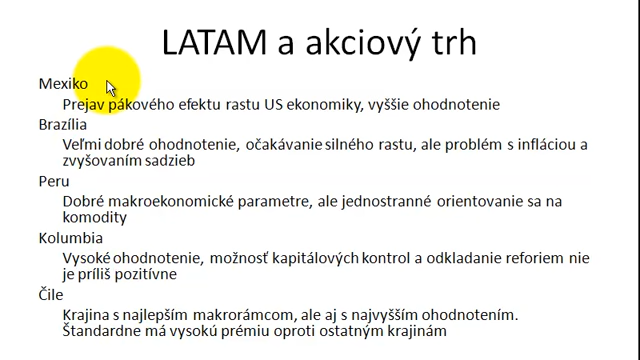 LATAM a akciový trh
Mexiko
Prejav pákového efektu rastu US ekonomiky, vyššie ohodnotenie
Brazília
Veľmi dobré ohodnotenie, očakávanie silného rastu, ale problém s infláciou a
zvyšovaním sadzieb
Peru
Dobré makroekonomické parametre, ale jednostranné orientovanie sa na
komodity
Kolumbia
Vysoké ohodnotenie, možnosť kapitálových kontrol a odkladanie reforiem nie
je príliš pozitívne
Čile
Krajina s najlepším makrorámcom, ale aj s najvyšším ohodnotením.
Štandardne má vysokú prémiu oproti ostatným krajinám